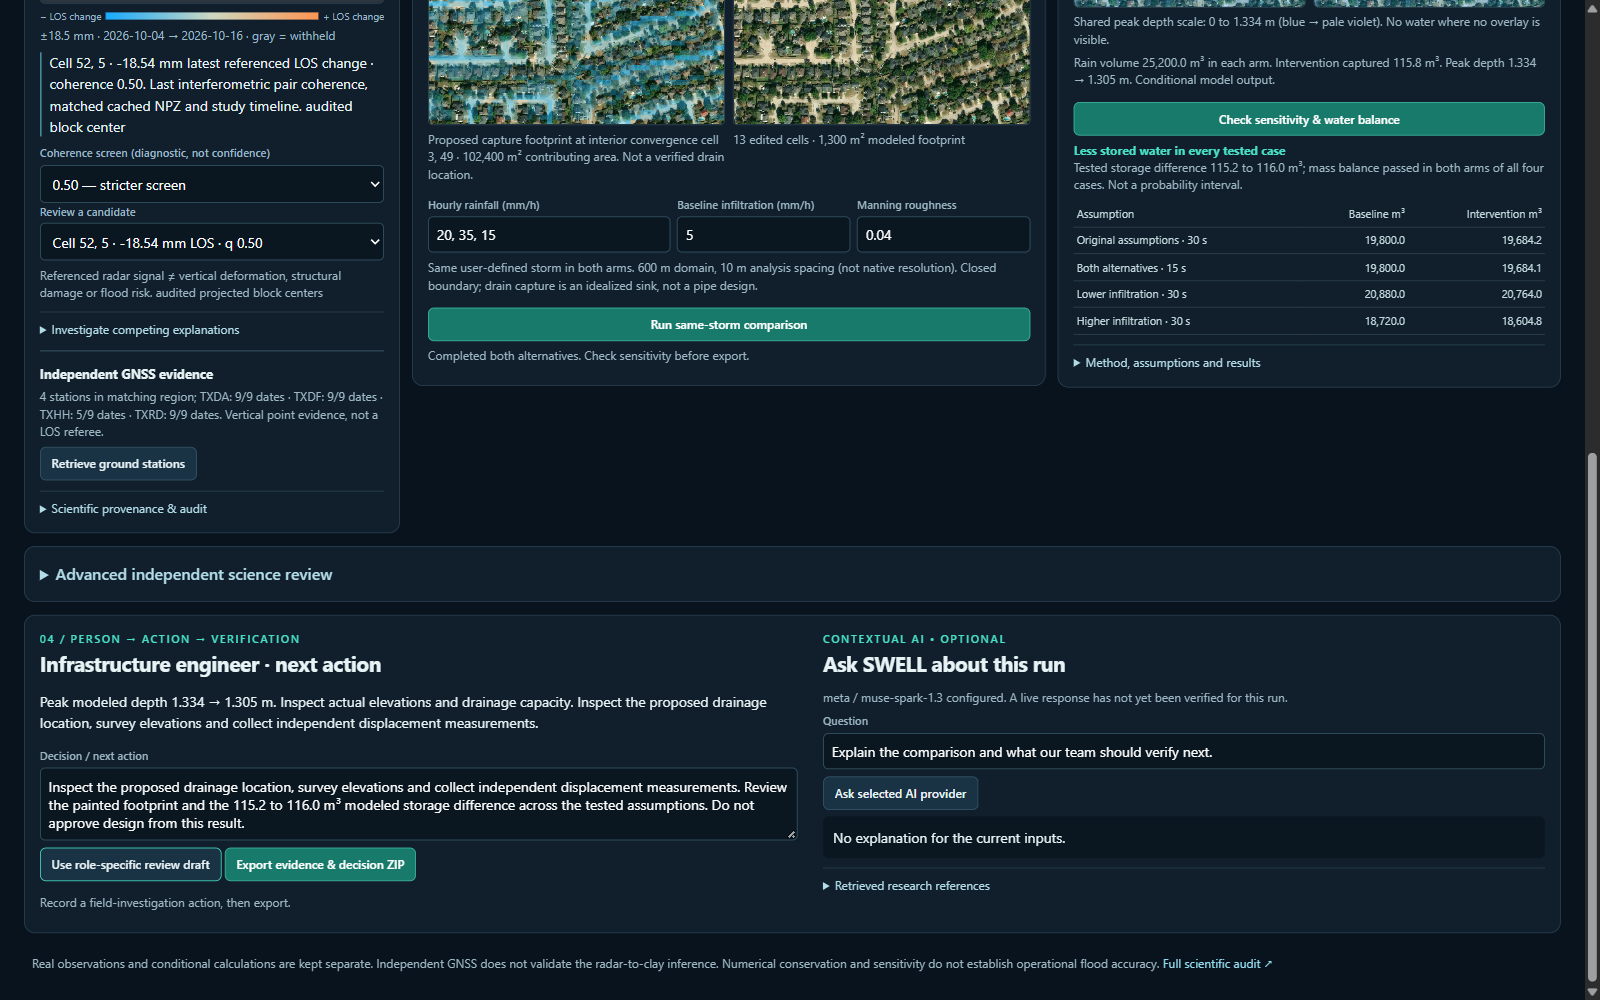 − LOS change + LOS change
±18.5 mm · 2026-10-04 → 2026-10-16 · gray = withheld
Cell 52, 5 · -18.54 mm latest referenced LOS change ·
coherence 0.50. Last interferometric pair coherence,
matched cached NPZ and study timeline. audited
block center
Coherence screen (diagnostic, not confidence)
0.50 — stricter screen
Review a candidate
Cell 52, 5 · -18.54 mm LOS · q 0.50
Referenced radar signal ≠ vertical deformation, structural
damage or flood risk. audited projected block centers
▶ Investigate competing explanations
Independent GNSS evidence
4 stations in matching region; TXDA: 9/9 dates · TXDF: 9/9 dates ·
TXHH: 5/9 dates · TXRD: 9/9 dates. Vertical point evidence, not a
LOS referee.
Retrieve ground stations
▶ Scientific provenance & audit
Proposed capture footprint at interior convergence cell
3, 49 · 102,400 m² contributing area. Not a verified drain
location.
13 edited cells · 1,300 m² modeled footprint
Hourly rainfall (mm/h) Baseline infiltration (mm/h) Manning roughness
20, 35, 15 5 0.04
Same user-defined storm in both arms. 600 m domain, 10 m analysis spacing (not native resolution). Closed
boundary; drain capture is an idealized sink, not a pipe design.
Run same-storm comparison
Completed both alternatives. Check sensitivity before export.
Shared peak depth scale: 0 to 1.334 m (blue → pale violet). No water where no overlay is
visible.
Rain volume 25,200.0 m³ in each arm. Intervention captured 115.8 m³. Peak depth 1.334
→ 1.305 m. Conditional model output.
Check sensitivity & water balance
Less stored water in every tested case
Tested storage difference 115.2 to 116.0 m³; mass balance passed in both arms of all four
cases. Not a probability interval.
Assumption Baseline m³ Intervention m³
Original assumptions · 30 s 19,800.0 19,684.2
Both alternatives · 15 s 19,800.0 19,684.1
Lower infiltration · 30 s 20,880.0 20,764.0
Higher infiltration · 30 s 18,720.0 18,604.8
▶ Method, assumptions and results
▶ Advanced independent science review
04 / PERSON → ACTION → VERIFICATION
Infrastructure engineer · next action
Peak modeled depth 1.334 → 1.305 m. Inspect actual elevations and drainage capacity. Inspect the proposed drainage
location, survey elevations and collect independent displacement measurements.
Decision / next action
Inspect the proposed drainage location, survey elevations and collect independent displacement measurements. Review
the painted footprint and the 115.2 to 116.0 m³ modeled storage difference across the tested assumptions. Do not
approve design from this result.
Use role-specific review draft Export evidence & decision ZIP
Record a field-investigation action, then export.
CONTEXTUAL AI • OPTIONAL
Ask SWELL about this run
meta / muse-spark-1.3 configured. A live response has not yet been verified for this run.
Question
Explain the comparison and what our team should verify next.
Ask selected AI provider
No explanation for the current inputs.
▶ Retrieved research references
Real observations and conditional calculations are kept separate. Independent GNSS does not validate the radar-to-clay inference. Numerical conservation and sensitivity do not establish operational flood accuracy. Full scientific audit ↗